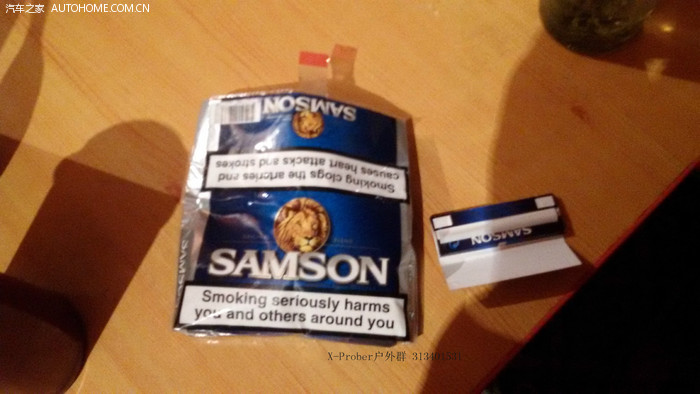 汽车之家 AUTOHOME.COM.CN
SAMSON
Smoking clogs the arteries and
causes heart attacks and strokes
SAMSON
Smoking seriously harms
you and others around you
SAMSON
X-Prober户外群